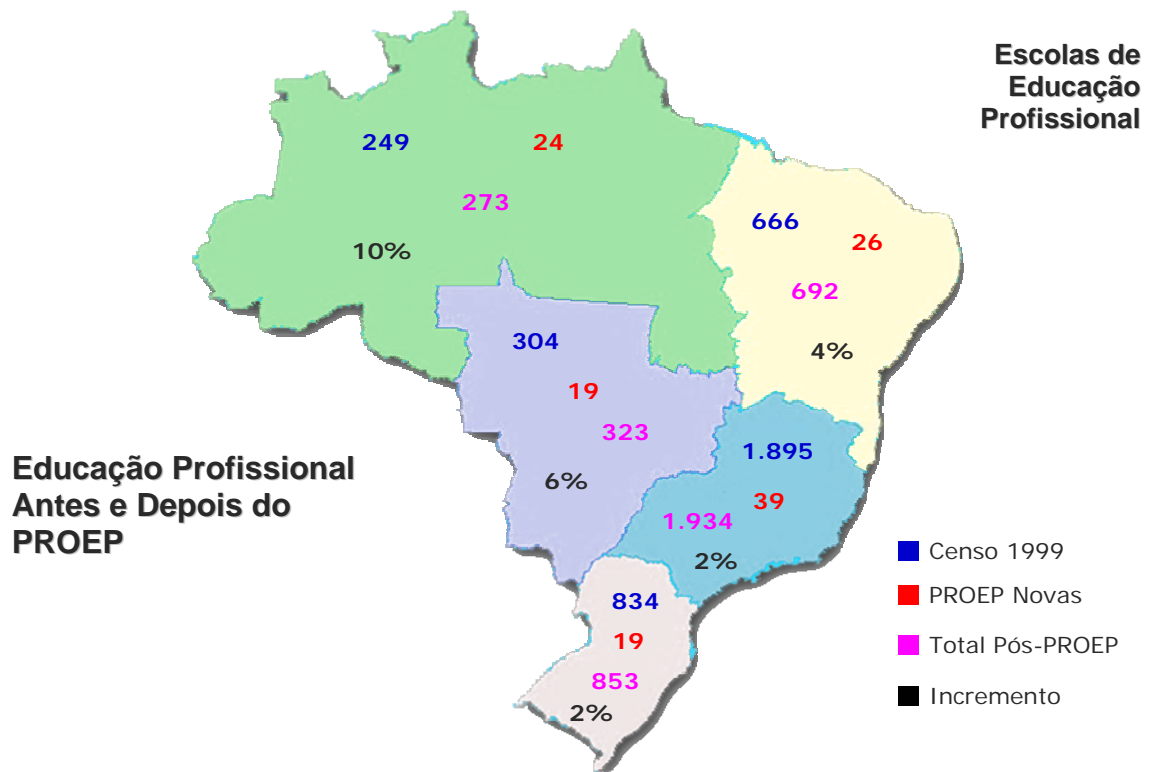 Escolas de
Educação
Profissional
249
24
273
10%
666
26
692
4%
304
19
323
6%
1.895
39
1.934
2%
834
19
853
2%
Educação Profissional
Antes e Depois do
PROEP
Censo 1999
PROEP Novas
Total Pós-PROEP
Incremento